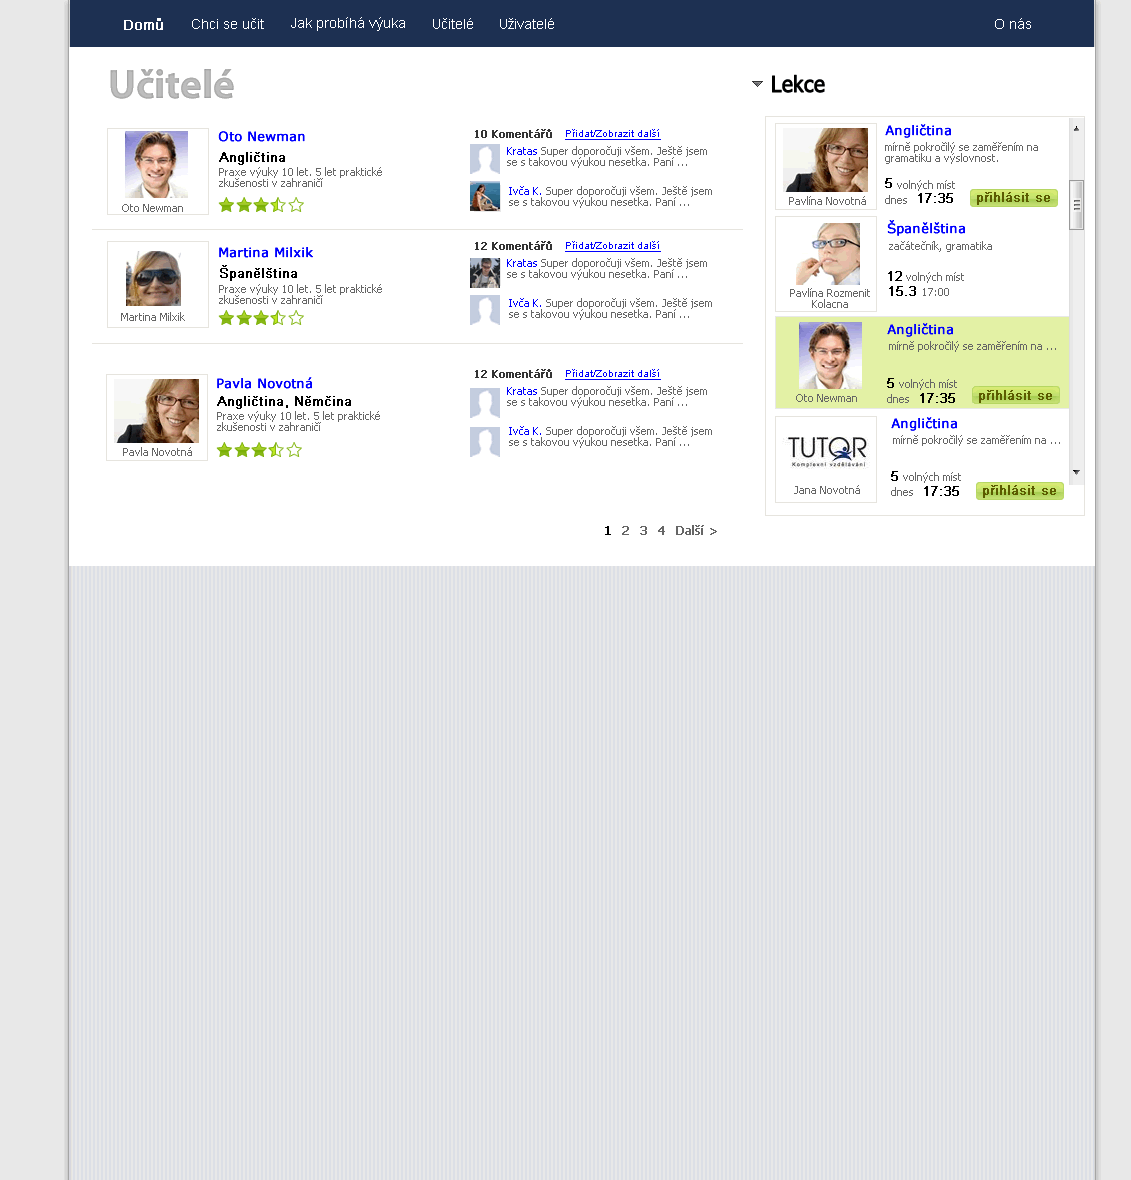 Domů Chci se učit Jak probíhá výuka Učitelé Uživatelé O nás
Učitelé
Oto Newman
Oto Newman
Angličtina
Praxe výuky 10 let. 5 let praktické
zkušenosti v zahraničí
10 Komentářů Přidat/Zobrazit další
Kratas Super doporočuji všem. Ještě jsem
se s takovou výukou nesetka. Paní ...
Ivča K. Super doporočuji všem. Ještě jsem
se s takovou výukou nesetka. Paní ...
Martina Milxik
Martina Milxik
Španělština
Praxe výuky 10 let. 5 let praktické
zkušenosti v zahraničí
12 Komentářů Přidat/Zobrazit další
Kratas Super doporočuji všem. Ještě jsem
se s takovou výukou nesetka. Paní ...
Ivča K. Super doporočuji všem. Ještě jsem
se s takovou výukou nesetka. Paní ...
Pavla Novotná
Pavla Novotná
Angličtina, Němčina
Praxe výuky 10 let. 5 let praktické
zkušenosti v zahraničí
12 Komentářů Přidat/Zobrazit další
Kratas Super doporočuji všem. Ještě jsem
se s takovou výukou nesetka. Paní ...
Ivča K. Super doporočuji všem. Ještě jsem
se s takovou výukou nesetka. Paní ...
1 2 3 4 Další >
Lekce
Pavlína Novotná
Angličtina
mírně pokročilý se zaměřením na
gramatiku a výslovnost.
5 volných míst
dnes 17:35 přihlásit se
Pavlína Rozmenit
Kolacna
Španělština
začátečník, gramatika
12 volných míst
15.3 17:00
Oto Newman
Angličtina
mírně pokročilý se zaměřením na ...
5 volných míst
dnes 17:35 přihlásit se
TUTOR
Komplexní vzdělávání
Jana Novotná
Angličtina
mírně pokročilý se zaměřením na ...
5 volných míst
dnes 17:35 přihlásit se